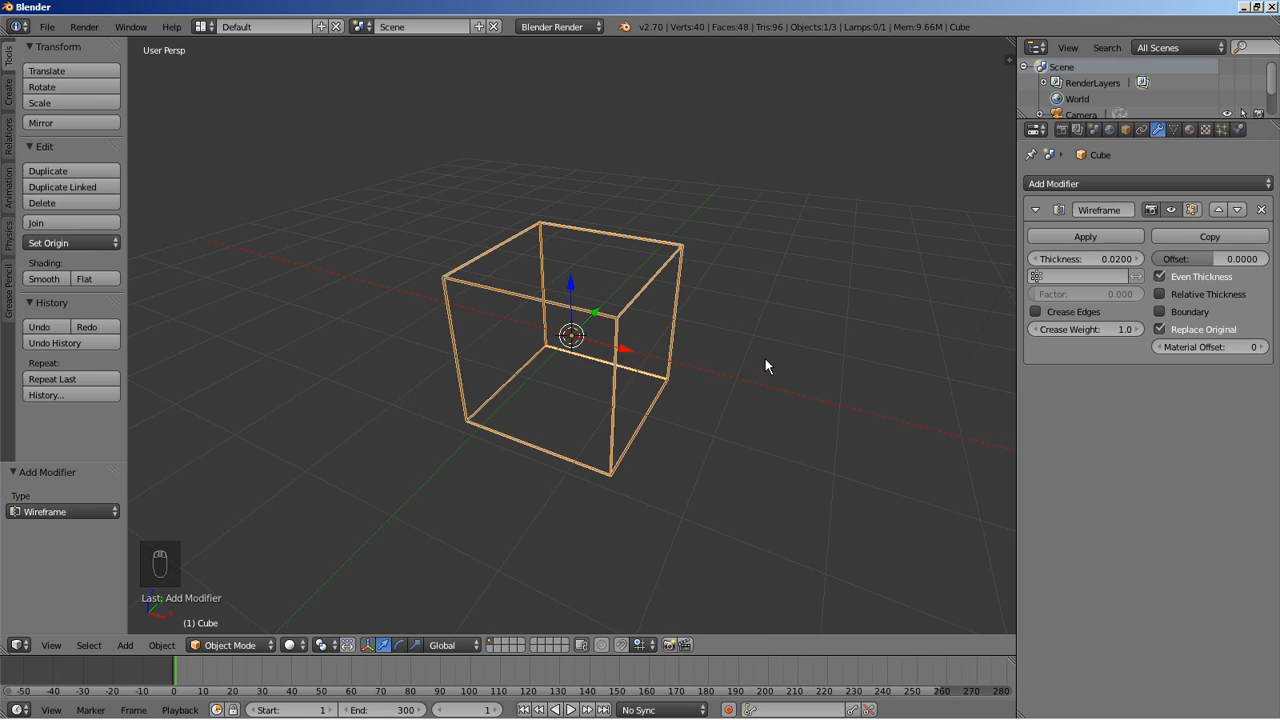 Blender
File Render Window Help Default Scene Blender Render v2.70 | Verts:40 | Faces:48 | Tris:96 | Objects:1/3 | Lamps:0/1 | Mem:9.66M | Cube
Tools
Create
Relations
Animation
Physics
Grease Pencil
Transform
Translate
Rotate
Scale
Mirror
Edit
Duplicate
Duplicate Linked
Delete
Join
Set Origin
Shading:
Smooth Flat
History
Undo Redo
Undo History
Repeat:
Repeat Last
History...
Add Modifier
Type
Wireframe
User Persp
Last: Add Modifier
(1) Cube
View Search All Scenes
Scene
RenderLayers
World
Camera
Cube
Add Modifier
Wireframe
Apply Copy
Thickness: 0.0200 Offset: 0.0000
Even Thickness
Factor: 0.000 Relative Thickness
Crease Edges Boundary
Crease Weight: 1.0 Replace Original
Material Offset: 0
View Select Add Object Object Mode Global
-50 -40 -30 -20 -10 0 10 20 30 40 50 60 70 80 90 100 110 120 130 140 150 160 170 180 190 200 210 220 230 240 250 260 270 280
View Marker Frame Playback Start: 1 End: 300 1 No Sync